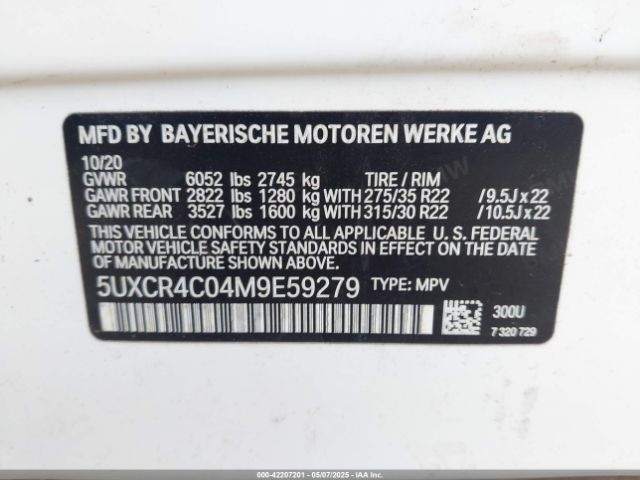 MFD BY BAYERISCHE MOTOREN WERKE AG
10/20
GVWR 6052 lbs 2745 kg TIRE / RIM
GAWR FRONT 2822 lbs 1280 kg WITH 275/35 R22 / 9.5J x 22
GAWR REAR 3527 lbs 1600 kg WITH 315/30 R22 / 10.5J x 22
THIS VEHICLE CONFORMS TO ALL APPLICABLE U. S. FEDERAL
MOTOR VEHICLE SAFETY STANDARDS IN EFFECT ON THE DATE
OF MANUFACTURE SHOWN ABOVE.
5UXCR4C04M9E59279 TYPE: MPV
300U
7 320 729
000-42207201 - 05/07/2025 - IAAI Copart